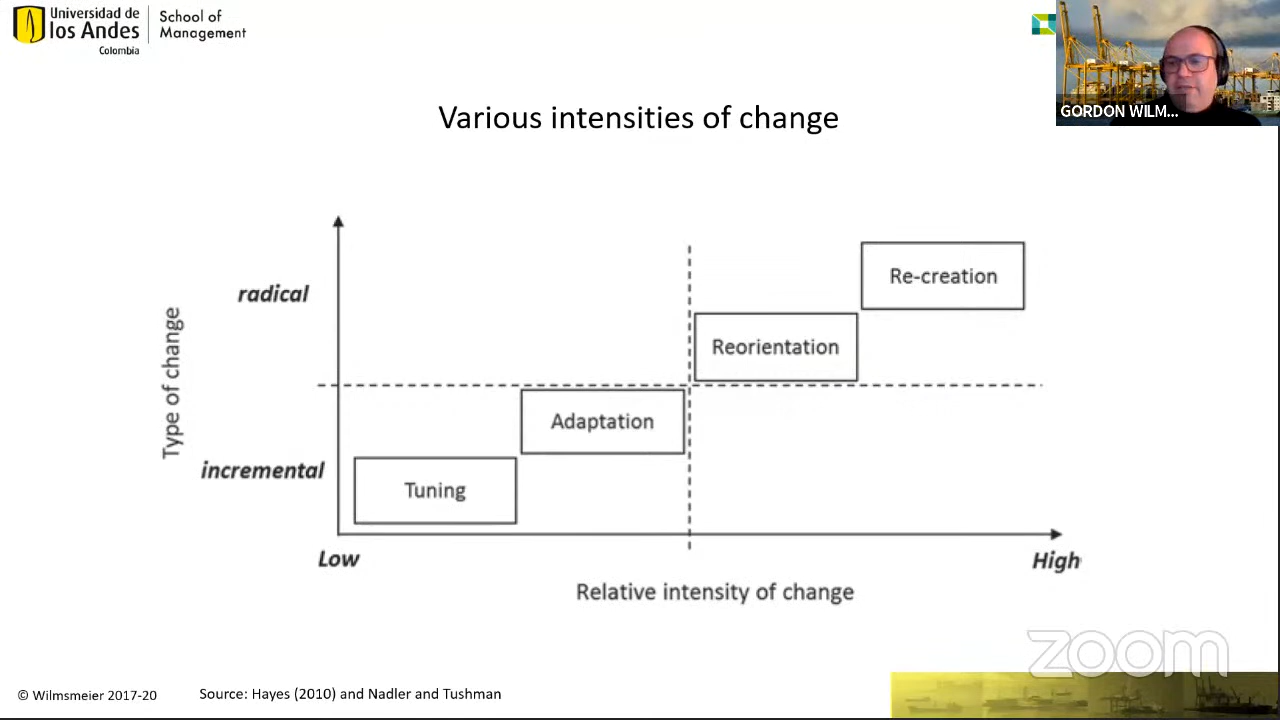 Universidad de
los Andes
Colombia
School of
Management
GORDON WILM...
Various intensities of change
Type of change
radical
incremental
Re-creation
Reorientation
Adaptation
Tuning
Low
High
Relative intensity of change
zoom
© Wilmsmeier 2017-20
Source: Hayes (2010) and Nadler and Tushman